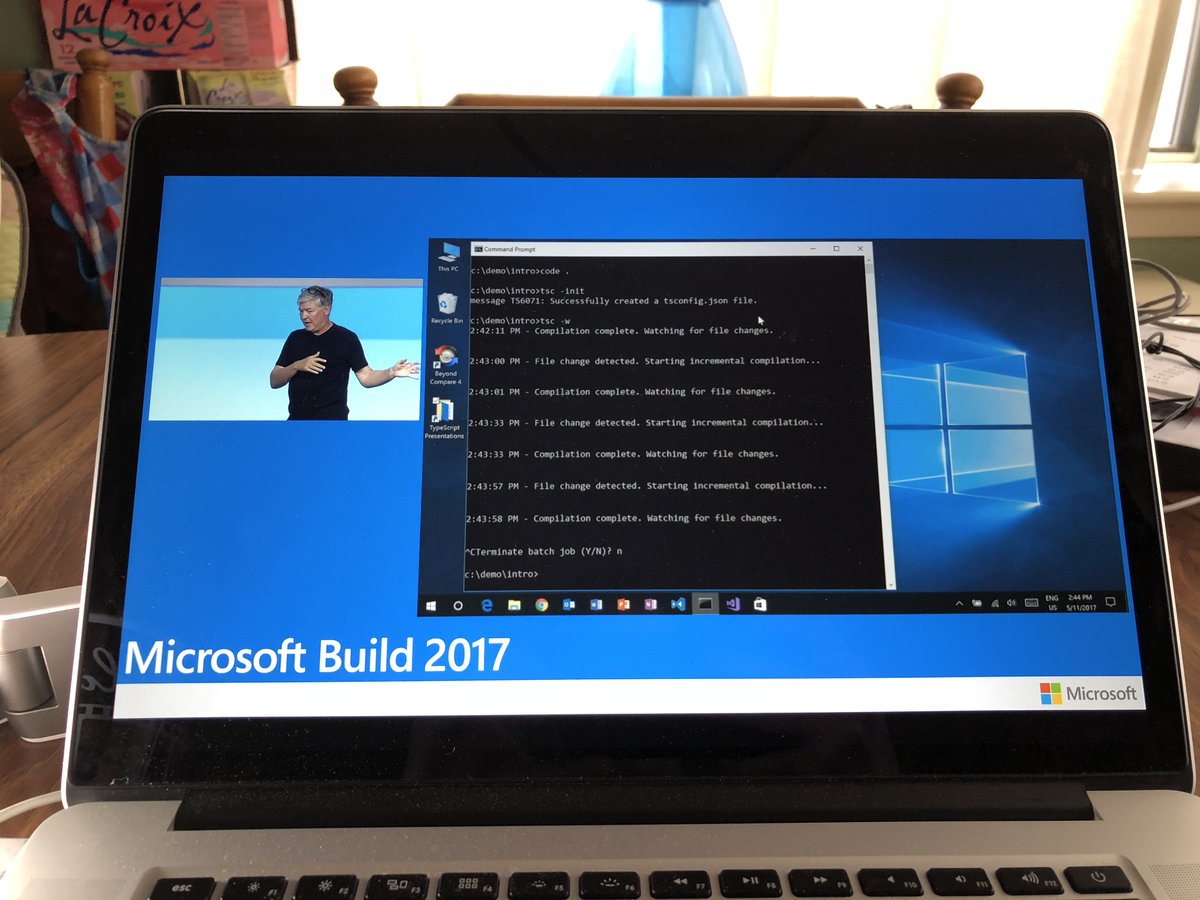 LaCroix
12
LaCroix
Command Prompt
This PC
Recycle Bin
Beyond
Compare 4
TypeScript
Presentations
c:\demo\intro>code .
c:\demo\intro>tsc -init
message TS6071: Successfully created a tsconfig.json file.
c:\demo\intro>tsc -w
2:42:11 PM - Compilation complete. Watching for file changes.
2:43:00 PM - File change detected. Starting incremental compilation...
2:43:01 PM - Compilation complete. Watching for file changes.
2:43:33 PM - File change detected. Starting incremental compilation...
2:43:33 PM - Compilation complete. Watching for file changes.
2:43:57 PM - File change detected. Starting incremental compilation...
2:43:58 PM - Compilation complete. Watching for file changes.
^CTerminate batch job (Y/N)? n
c:\demo\intro>
ENG
US
2:44 PM
5/11/2017
Microsoft Build 2017
Microsoft
esc
F1
F2
F3
F4
F5
F6
F7
F8
F9
F10
F11
F12